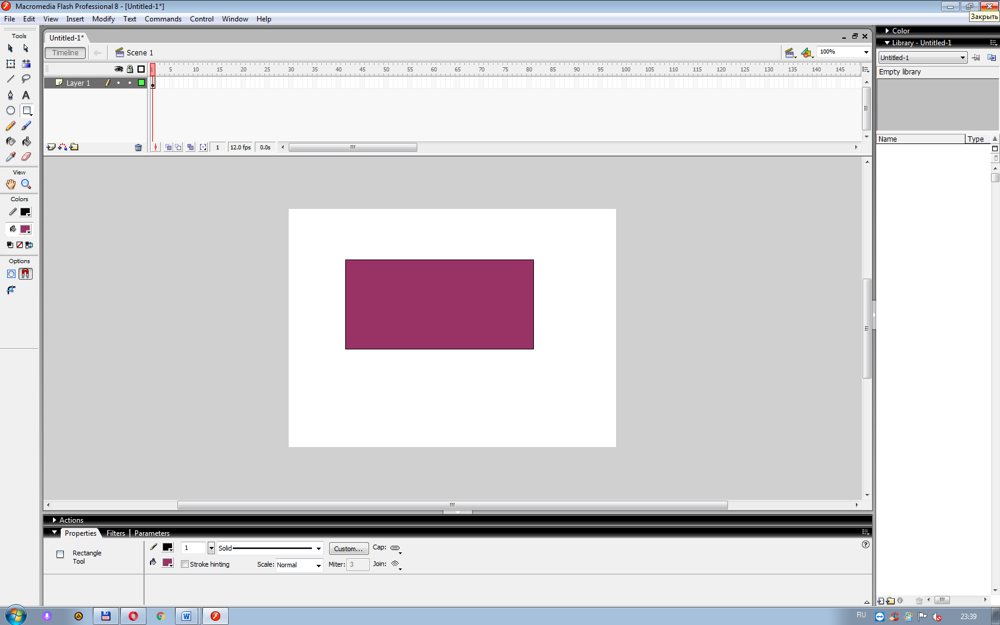 Macromedia Flash Professional 8 - [Untitled-1*]
File Edit View Insert Modify Text Commands Control Window Help
Закрыть
Tools
Untitled-1*
Timeline
Scene 1
100%
Layer 1
1 5 10 15 20 25 30 35 40 45 50 55 60 65 70 75 80 85 90 95 100 105 110 115 120 125 130 135 140 145
1 12.0 fps 0.0s
View
Colors
Options
Color
Library - Untitled-1
Untitled-1
Empty library
Name Type
Actions
Properties Filters Parameters
Rectangle
Tool
1 Solid Custom... Cap:
Stroke hinting Scale: Normal Miter: 3 Join:
RU 23:39